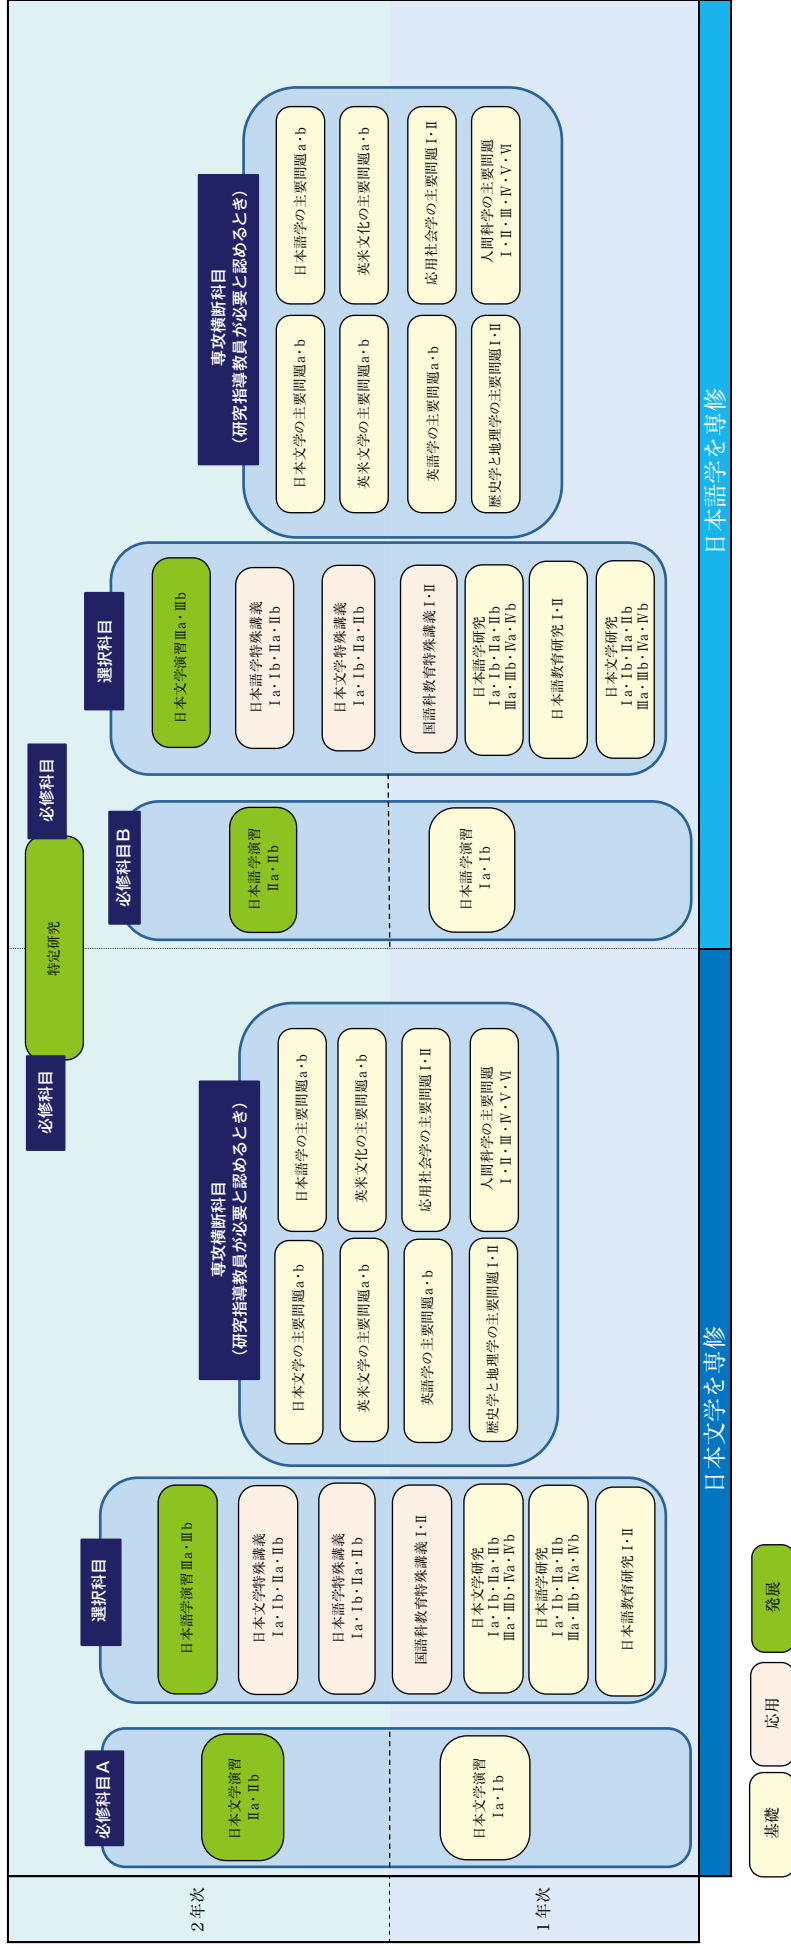 必修科目
特定研究
必修科目
2年次
1年次
必修科目A
日本文学演習
Ⅱa・Ⅱb
日本文学演習
Ⅰa・Ⅰb
選択科目
日本語学演習Ⅲa・Ⅲb
日本文学特殊講義
Ⅰa・Ⅰb・Ⅱa・Ⅱb
日本語学特殊講義
Ⅰa・Ⅰb・Ⅱa・Ⅱb
国語科教育特殊講義Ⅰ・Ⅱ
日本文学研究
Ⅰa・Ⅰb・Ⅱa・Ⅱb
Ⅲa・Ⅲb・Ⅳa・Ⅳb
日本語学研究
Ⅰa・Ⅰb・Ⅱa・Ⅱb
Ⅲa・Ⅲb・Ⅳa・Ⅳb
日本語教育研究Ⅰ・Ⅱ
専攻横断科目
(研究指導教員が必要と認めるとき)
日本文学の主要問題a・b
日本語学の主要問題a・b
英米文学の主要問題a・b
英米文化の主要問題a・b
英語学の主要問題a・b
応用社会学の主要問題Ⅰ・Ⅱ
歴史学と地理学の主要問題Ⅰ・Ⅱ
人間科学の主要問題
Ⅰ・Ⅱ・Ⅲ・Ⅳ・Ⅴ・Ⅵ
必修科目B
日本語学演習
Ⅱa・Ⅱb
日本語学演習
Ⅰa・Ⅰb
選択科目
日本文学演習Ⅲa・Ⅲb
日本語学特殊講義
Ⅰa・Ⅰb・Ⅱa・Ⅱb
日本文学特殊講義
Ⅰa・Ⅰb・Ⅱa・Ⅱb
国語科教育特殊講義Ⅰ・Ⅱ
日本語学研究
Ⅰa・Ⅰb・Ⅱa・Ⅱb
Ⅲa・Ⅲb・Ⅳa・Ⅳb
日本語教育研究Ⅰ・Ⅱ
日本文学研究
Ⅰa・Ⅰb・Ⅱa・Ⅱb
Ⅲa・Ⅲb・Ⅳa・Ⅳb
専攻横断科目
(研究指導教員が必要と認めるとき)
日本文学の主要問題a・b
日本語学の主要問題a・b
英米文学の主要問題a・b
英米文化の主要問題a・b
英語学の主要問題a・b
応用社会学の主要問題Ⅰ・Ⅱ
歴史学と地理学の主要問題Ⅰ・Ⅱ
人間科学の主要問題
Ⅰ・Ⅱ・Ⅲ・Ⅳ・Ⅴ・Ⅵ
日本文学を専修
日本語学を専修
基礎
応用
発展